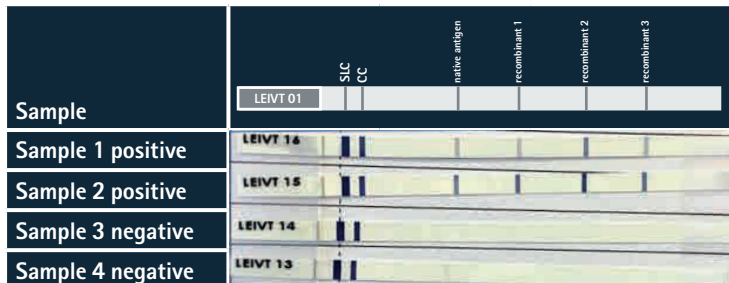 SLC
CC
native antigen
recombinant 1
recombinant 2
recombinant 3
LEIVT 01
Sample
Sample 1 positive
LEIVT 16
Sample 2 positive
LEIVT 15
Sample 3 negative
LEIVT 14
Sample 4 negative
LEIVT 13